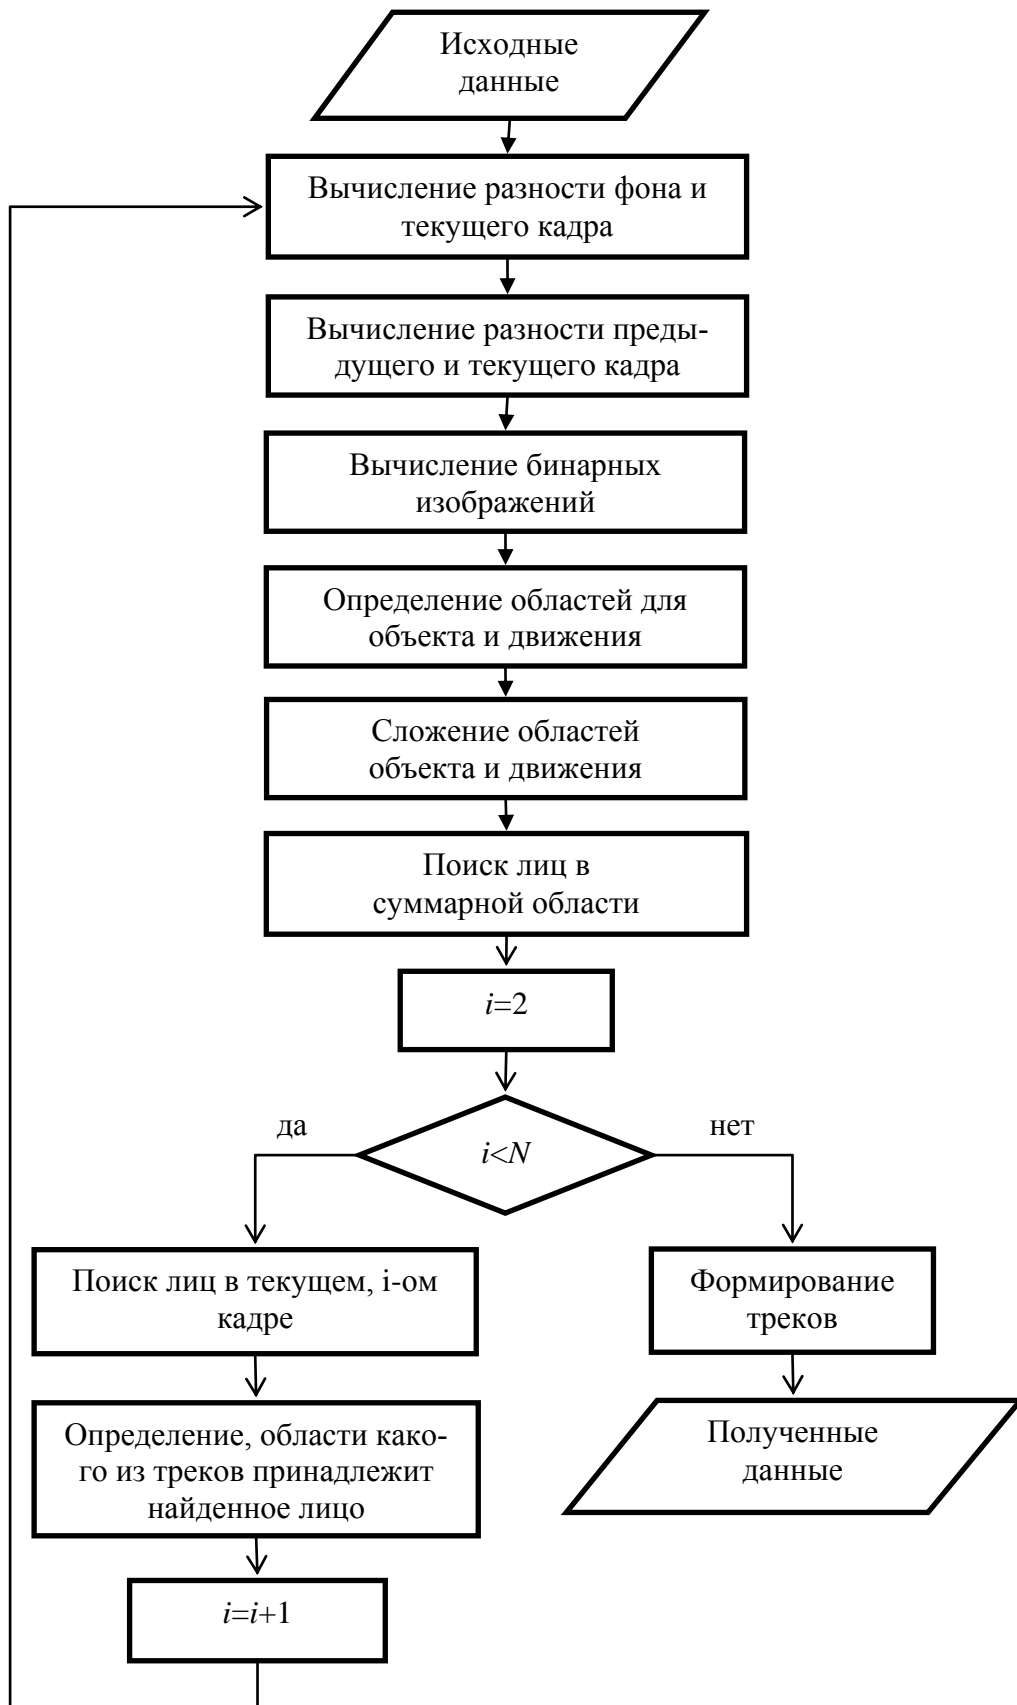 Исходные
данные
Вычисление разности фона и
текущего кадра
Вычисление разности преды-
дущего и текущего кадра
Вычисление бинарных
изображений
Определение областей для
объекта и движения
Сложение областей
объекта и движения
Поиск лиц в
суммарной области
i=2
да
i<N
нет
Поиск лиц в текущем, i-ом
кадре
Формирование
треков
Определение, области како-
го из треков принадлежит
найденное лицо
Полученные
данные
i=i+1